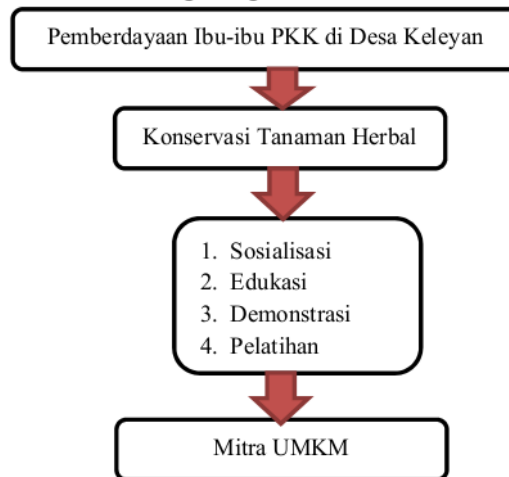 Pemberdayaan Ibu-ibu PKK di Desa Keleyan
Konservasi Tanaman Herbal
1. Sosialisasi
2. Edukasi
3. Demonstrasi
4. Pelatihan
Mitra UMKM